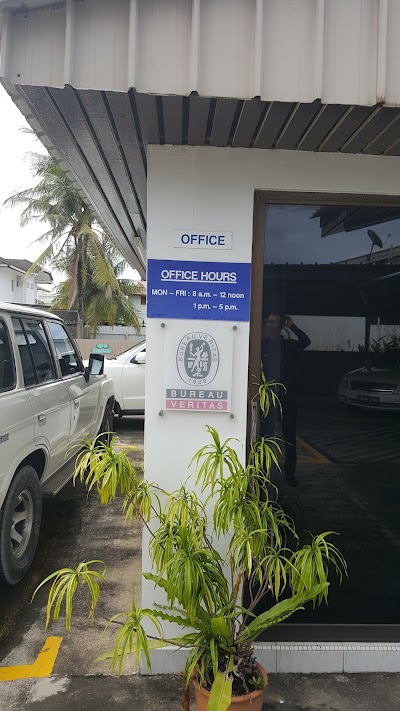 OFFICE
OFFICE HOURS
MON – FRI : 8 a.m. – 12 noon
1 p.m. – 5 p.m.
BUREAU VERITAS
1828
BUREAU
VERITAS